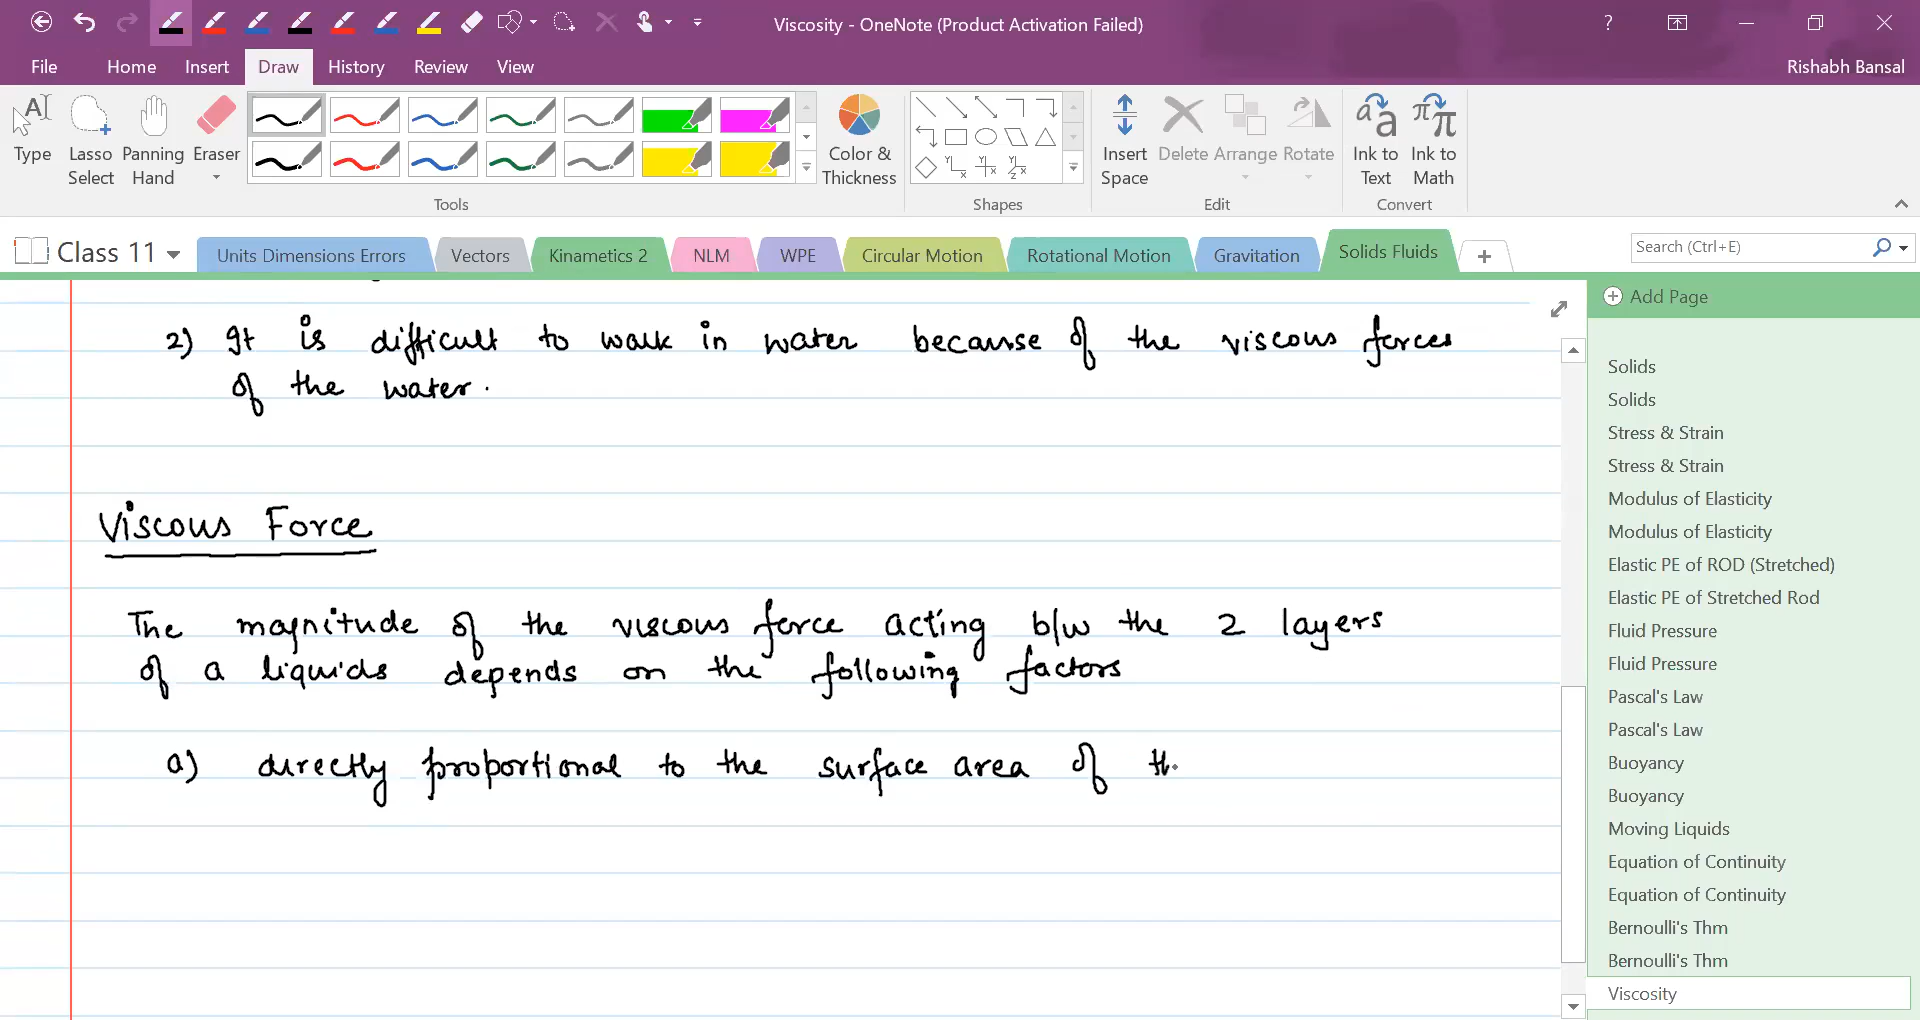 Viscosity - OneNote (Product Activation Failed)
?
File Home Insert Draw History Review View
Rishabh Bansal
Type
Lasso Select
Panning Hand
Eraser
Color & Thickness
Insert Space
Delete
Arrange
Rotate
Ink to Text
Ink to Math
Tools
Shapes
Edit
Convert
Class 11
Units Dimensions Errors
Vectors
Kinametics 2
NLM
WPE
Circular Motion
Rotational Motion
Gravitation
Solids Fluids
Search (Ctrl+E)
2) It is difficult to walk in water because of the viscous forces
of the water.
Viscous Force
The magnitude of the viscous force acting b/w the 2 layers
of a liquids depends on the following factors
a) directly proportional to the surface area of th
Add Page
Solids
Solids
Stress & Strain
Stress & Strain
Modulus of Elasticity
Modulus of Elasticity
Elastic PE of ROD (Stretched)
Elastic PE of Stretched Rod
Fluid Pressure
Fluid Pressure
Pascal's Law
Pascal's Law
Buoyancy
Buoyancy
Moving Liquids
Equation of Continuity
Equation of Continuity
Bernoulli's Thm
Bernoulli's Thm
Viscosity